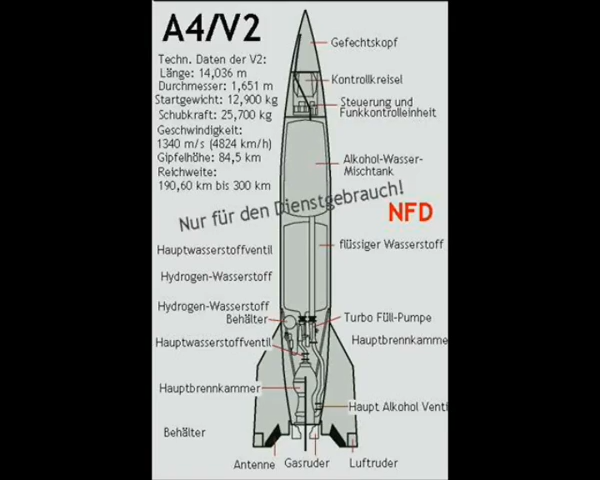 A4/V2
Techn. Daten der V2:
Länge: 14,036 m
Durchmesser: 1,651 m
Startgewicht: 12,900 kg
Schubkraft: 25,700 kg
Geschwindigkeit:
1340 m/s (4824 km/h)
Gipfelhöhe: 84,5 km
Reichweite:
190,60 km bis 300 km
Gefechtskopf
Kontrollkreisel
Steuerung und
Funkkontrolleinheit
Alkohol-Wasser-
Mischtank
Nur für den Dienstgebrauch!
NFD
Hauptwasserstoffventil
flüssiger Wasserstoff
Hydrogen-Wasserstoff
Hydrogen-Wasserstoff
Behälter
Turbo Füll-Pumpe
Hauptwasserstoffventil
Hauptbrennkamme
Hauptbrennkammer
Haupt Alkohol Venti
Behälter
Antenne
Gasruder
Luftruder